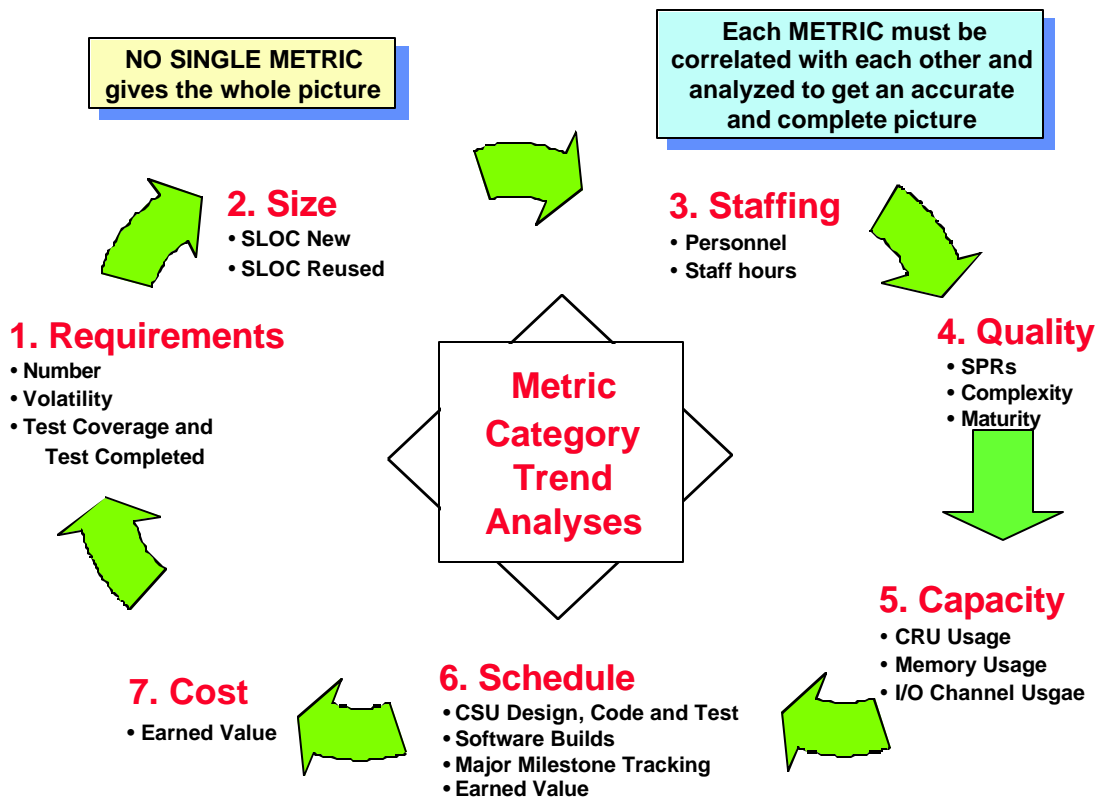 NO SINGLE METRIC
gives the whole picture
Each METRIC must be
correlated with each other and
analyzed to get an accurate
and complete picture
1. Requirements
• Number
• Volatility
• Test Coverage and
Test Completed
2. Size
• SLOC New
• SLOC Reused
3. Staffing
• Personnel
• Staff hours
4. Quality
• SPRs
• Complexity
• Maturity
Metric
Category
Trend
Analyses
5. Capacity
• CRU Usage
• Memory Usage
• I/O Channel Usgae
6. Schedule
• CSU Design, Code and Test
• Software Builds
• Major Milestone Tracking
• Earned Value
7. Cost
• Earned Value